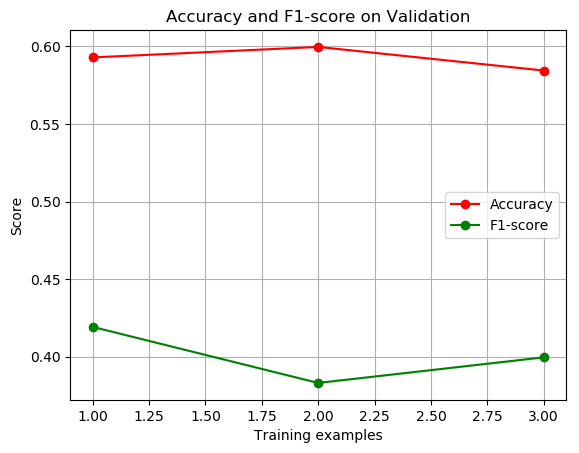 Accuracy and F1-score on Validation
0.60
0.55
0.50
0.45
0.40
Score
Accuracy
F1-score
1.00 1.25 1.50 1.75 2.00 2.25 2.50 2.75 3.00
Training examples